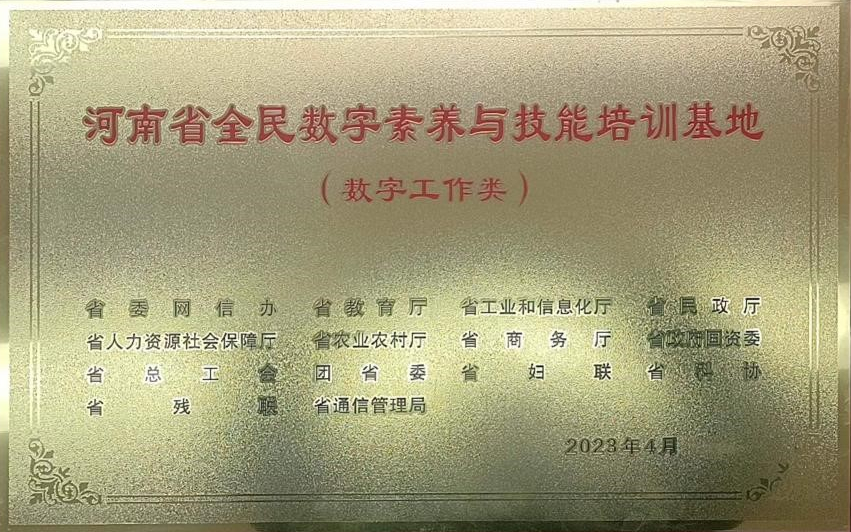 河南省全民数字素养与技能培训基地
（数字工作类）
省委网信办 省教育厅 省工业和信息化厅 省民政厅
省人力资源社会保障厅 省农业农村厅 省商务厅 省政府国资委
省总工会 团省委 省妇联 省科协
省残联 省通信管理局
2023年4月